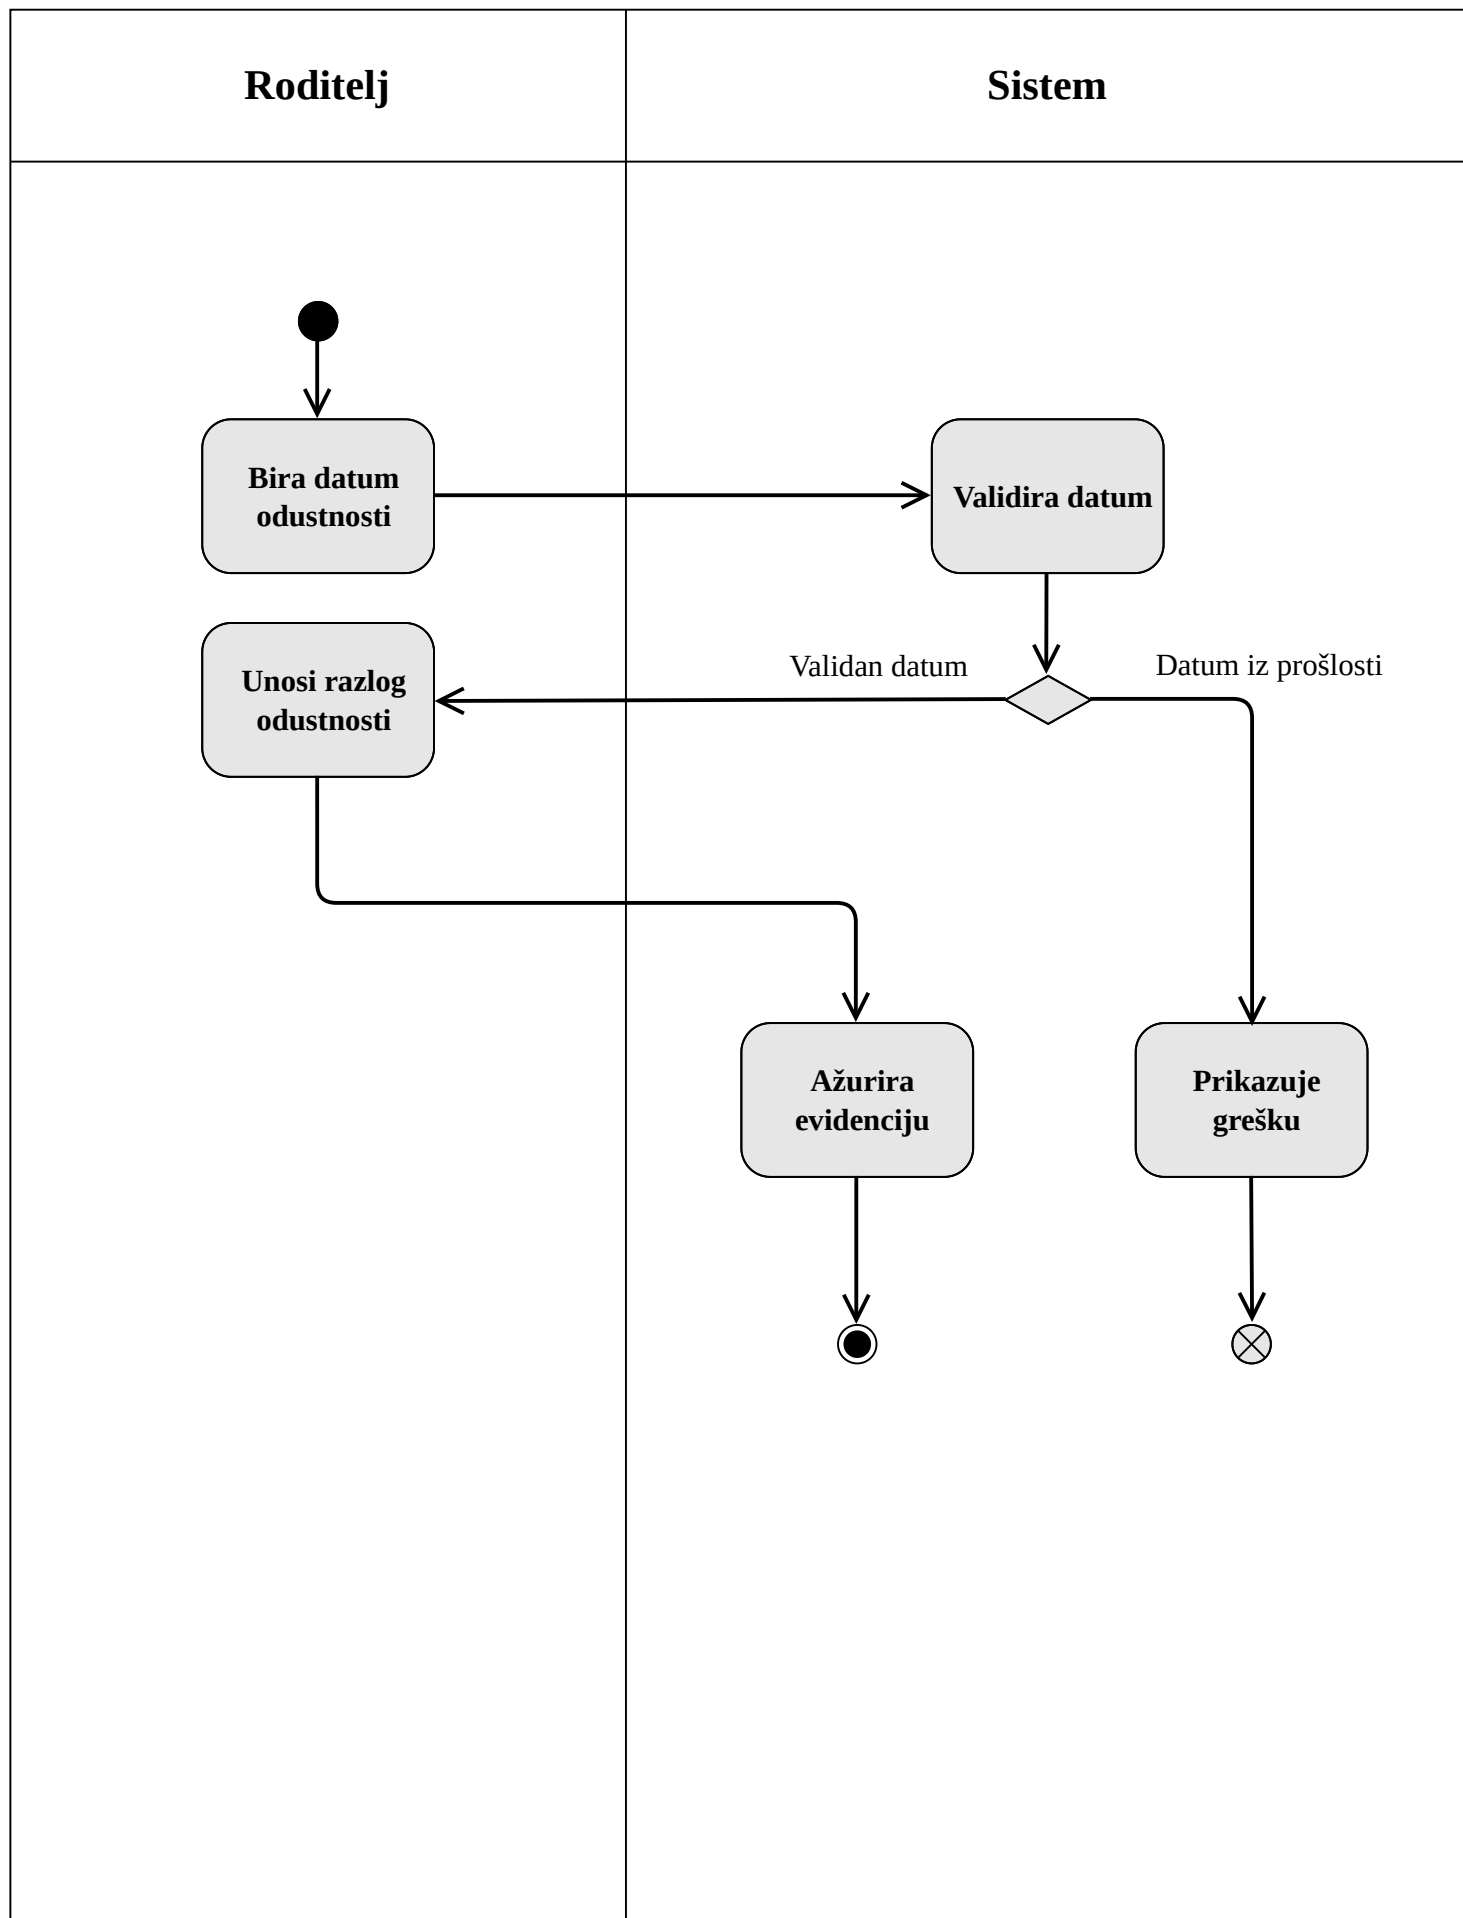 Roditelj
Sistem
Bira datum
odustnosti
Validira datum
Unosi razlog
odustnosti
Validan datum
Datum iz prošlosti
Ažurira
evidenciju
Prikazuje
grešku